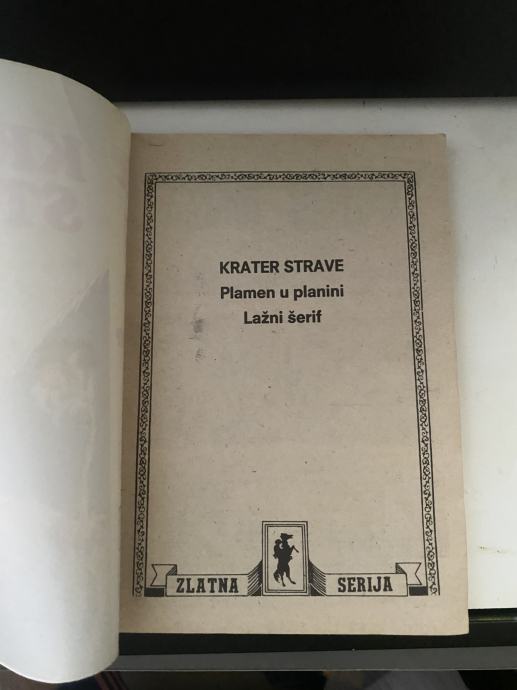 KRATER STRAVE
Plamen u planini
Lažni šerif
ZLATNA SERIJA